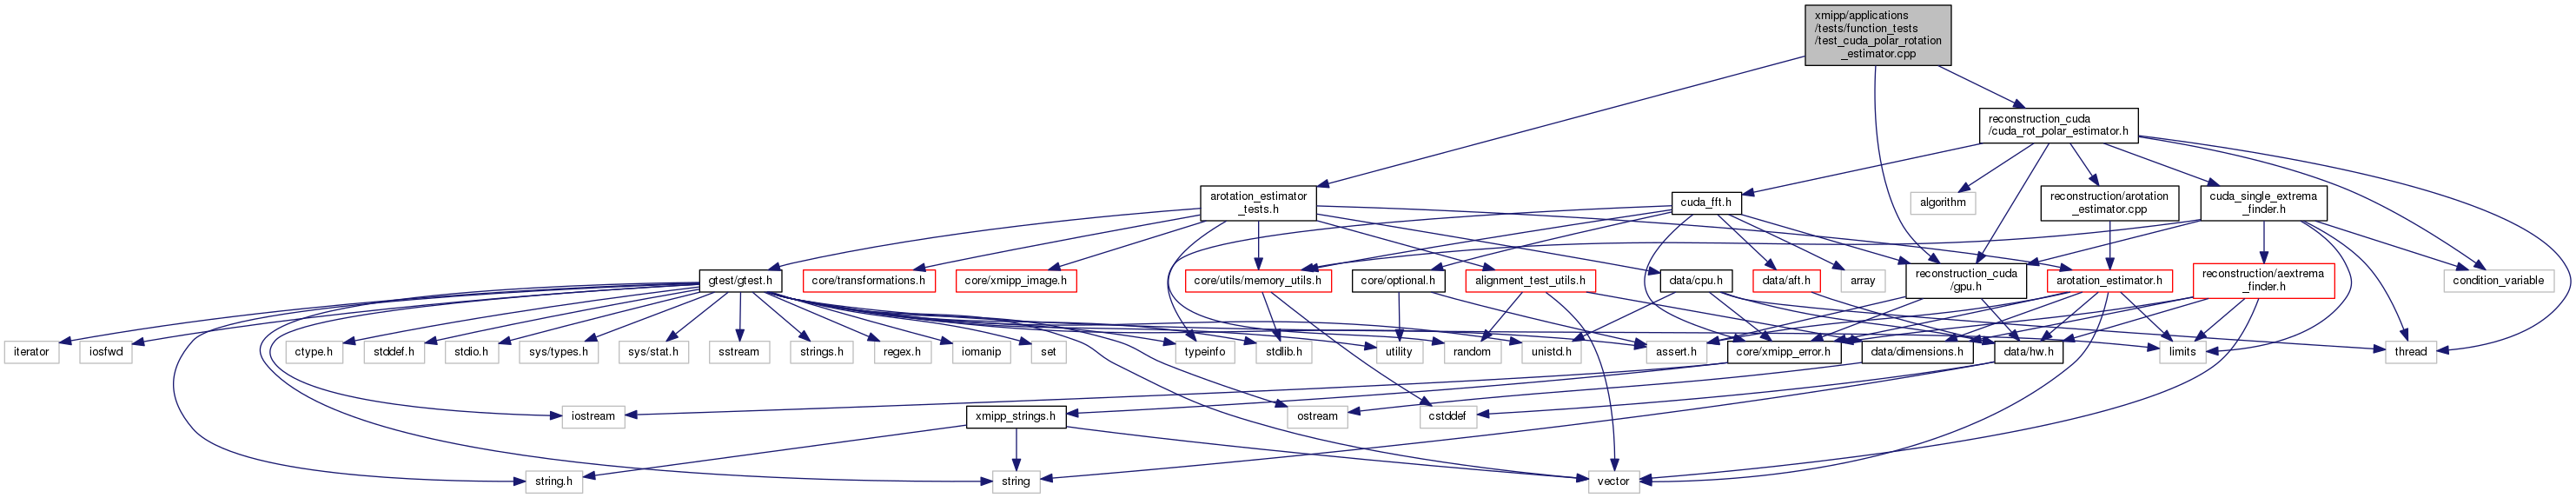 xmipp/applications
/tests/function_tests
/test_cuda_polar_rotation
_estimator.cpp
reconstruction_cuda
/cuda_rot_polar_estimator.h
arotation_estimator
_tests.h
cuda_fft.h
algorithm
reconstruction/arotation
_estimator.cpp
cuda_single_extrema
_finder.h
gtest/gtest.h
core/transformations.h
core/xmipp_image.h
core/utils/memory_utils.h
core/optional.h
alignment_test_utils.h
data/cpu.h
data/aft.h
array
reconstruction_cuda
/gpu.h
arotation_estimator.h
reconstruction/aextrema
_finder.h
condition_variable
iterator
iosfwd
ctype.h
stddef.h
stdio.h
sys/types.h
sys/stat.h
sstream
strings.h
regex.h
iomanip
set
typeinfo
stdlib.h
utility
random
unistd.h
assert.h
core/xmipp_error.h
data/dimensions.h
data/hw.h
limits
thread
iostream
xmipp_strings.h
ostream
cstddef
string.h
string
vector